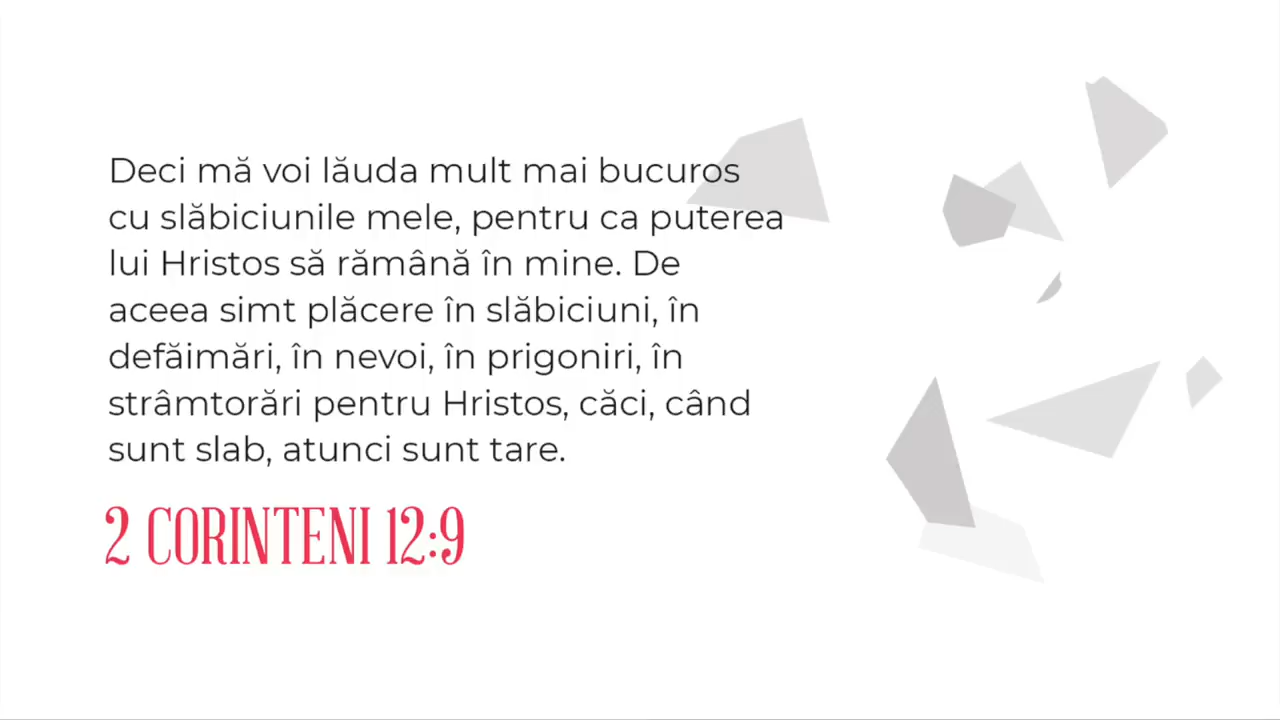 Deci mă voi lăuda mult mai bucuros
cu slăbiciunile mele, pentru ca puterea
lui Hristos să rămână în mine. De
aceea simt plăcere în slăbiciuni, în
defăimări, în nevoi, în prigoniri, în
strâmtorări pentru Hristos, căci, când
sunt slab, atunci sunt tare.
2 CORINTENI 12:9